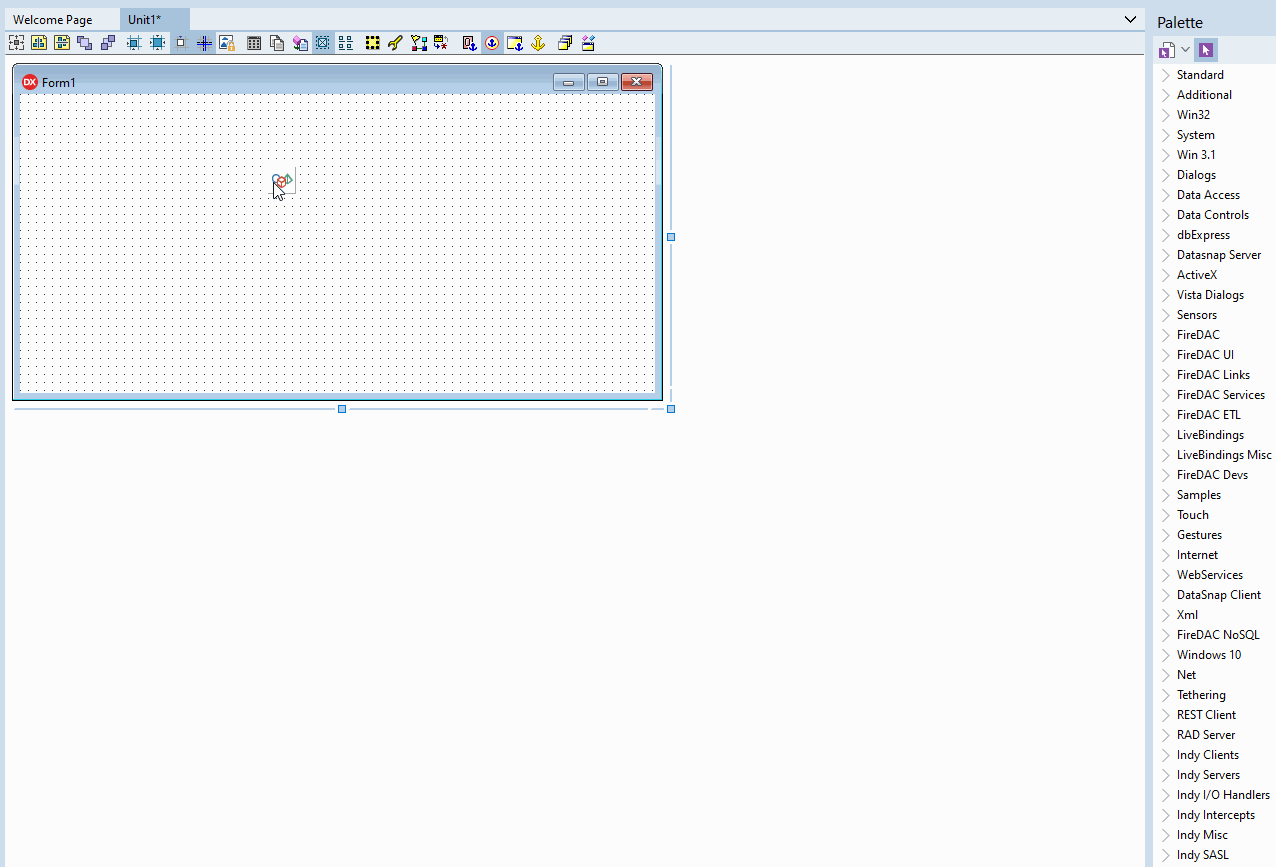 Welcome Page
Unit1*
Palette
DX Form1
Standard
Additional
Win32
System
Win 3.1
Dialogs
Data Access
Data Controls
dbExpress
Datasnap Server
ActiveX
Vista Dialogs
Sensors
FireDAC
FireDAC UI
FireDAC Links
FireDAC Services
FireDAC ETL
LiveBindings
LiveBindings Misc
FireDAC Devs
Samples
Touch
Gestures
Internet
WebServices
DataSnap Client
Xml
FireDAC NoSQL
Windows 10
Net
Tethering
REST Client
RAD Server
Indy Clients
Indy Servers
Indy I/O Handlers
Indy Intercepts
Indy Misc
Indy SASL